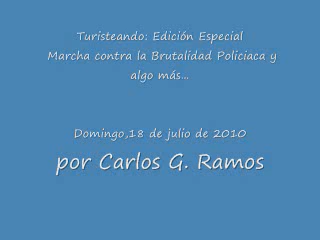 Turisteando: Edición Especial
Marcha contra la Brutalidad Policiaca y
algo más...
Domingo,18 de julio de 2010
por Carlos G. Ramos